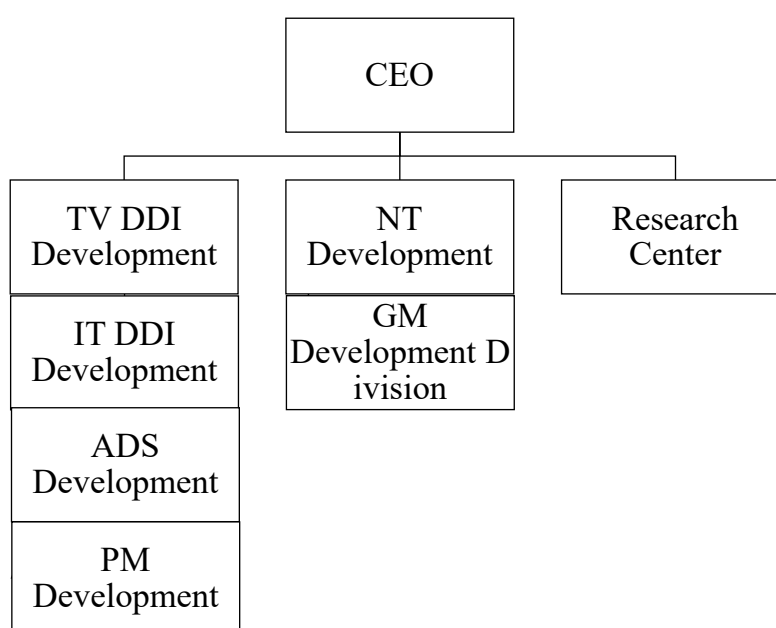 CEO
TV DDI
Development
NT
Development
Research
Center
IT DDI
Development
GM
Development D
ivision
ADS
Development
PM
Development